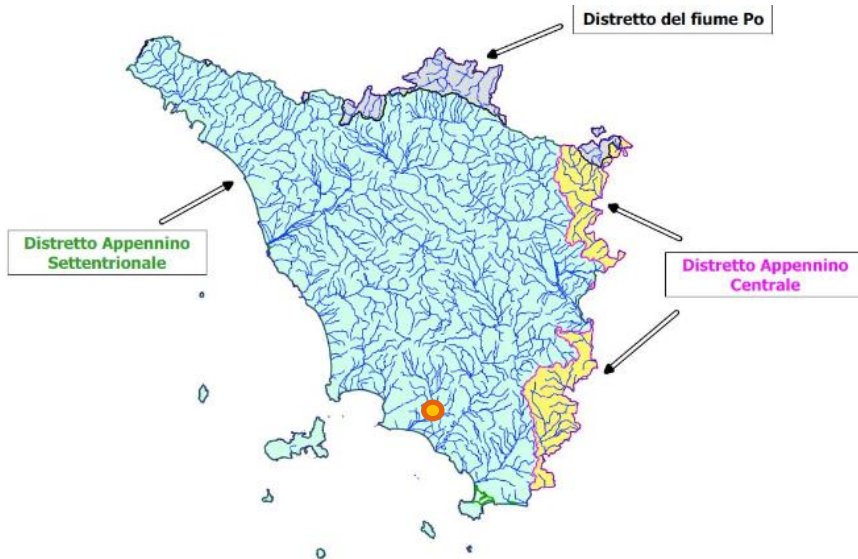 Distretto del fiume Po
Distretto Appennino
Settentrionale
Distretto Appennino
Centrale